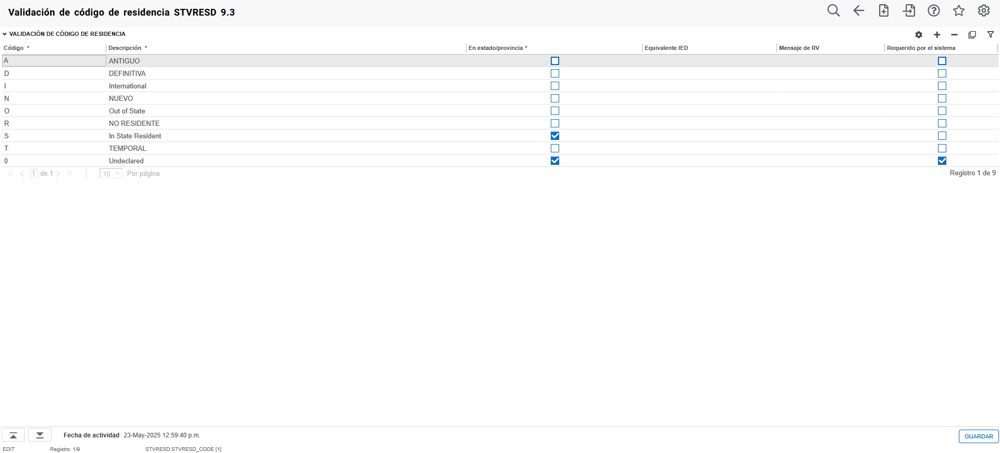 Validación de código de residencia STVRESD 9.3
VALIDACIÓN DE CÓDIGO DE RESIDENCIA
Código * Descripción * En estado/provincia * Equivalente IED Mensaje de RV Requerido por el sistema
A ANTIGUO
D DEFINITIVA
I International
N NUEVO
O Out of State
R NO RESIDENTE
S In State Resident
T TEMPORAL
0 Undeclared
1 de 1 10 Por página Registro 1 de 9
Fecha de actividad 23-May-2025 12:59:40 p.m. GUARDAR
EDIT Registro: 1/9 STVRESD.STVRESD_CODE [1]